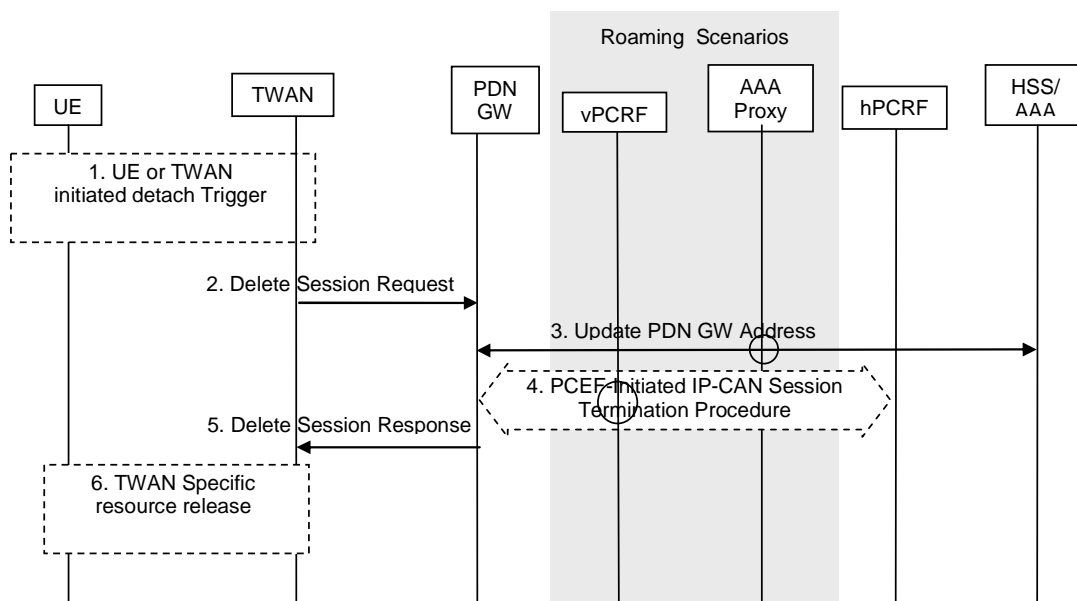 Roaming Scenarios
UE
TWAN
PDN
GW
vPCRF
AAA
Proxy
hPCRF
HSS/
AAA
1. UE or TWAN
initiated detach Trigger
2. Delete Session Request
3. Update PDN GW Address
4. PCEF-Initiated IP-CAN Session
Termination Procedure
5. Delete Session Response
6. TWAN Specific
resource release